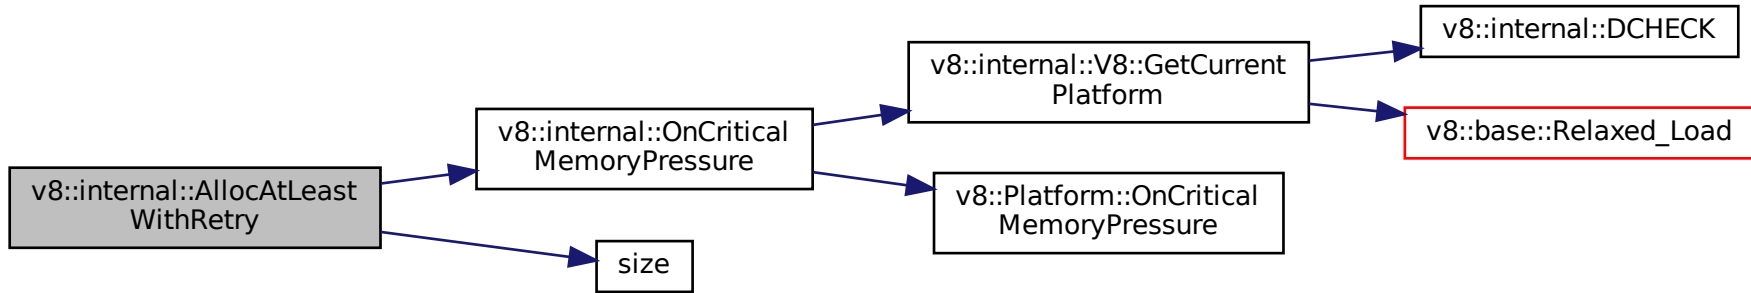 v8::internal::AllocAtLeast
WithRetry
v8::internal::OnCritical
MemoryPressure
size
v8::internal::V8::GetCurrent
Platform
v8::Platform::OnCritical
MemoryPressure
v8::internal::DCHECK
v8::base::Relaxed_Load